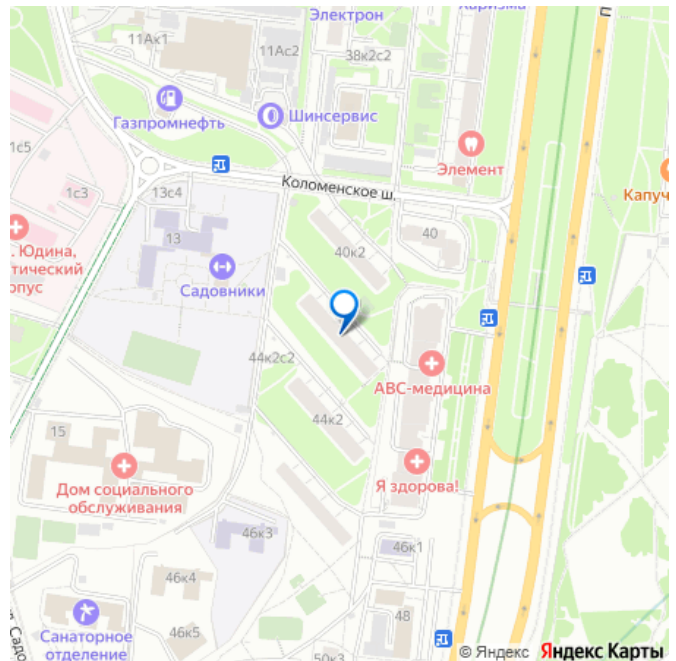 Электрон
Харизма
11Ак1
11Ас2
38к2с2
Газпромнефть
Шинсервис
Элемент
1с5
Коломенское ш.
Капуч
1с3
13с4
. Юдина,
тический
рпус
13
40
40к2
Садовники
44к2с2
АВС-медицина
44к2
15
Дом социального
обслуживания
Я здорова!
46к3
46к1
46к4
48
Санаторное
отделение
46к5
50к3
л. Садо
П
© Яндекс Яндекс Карты